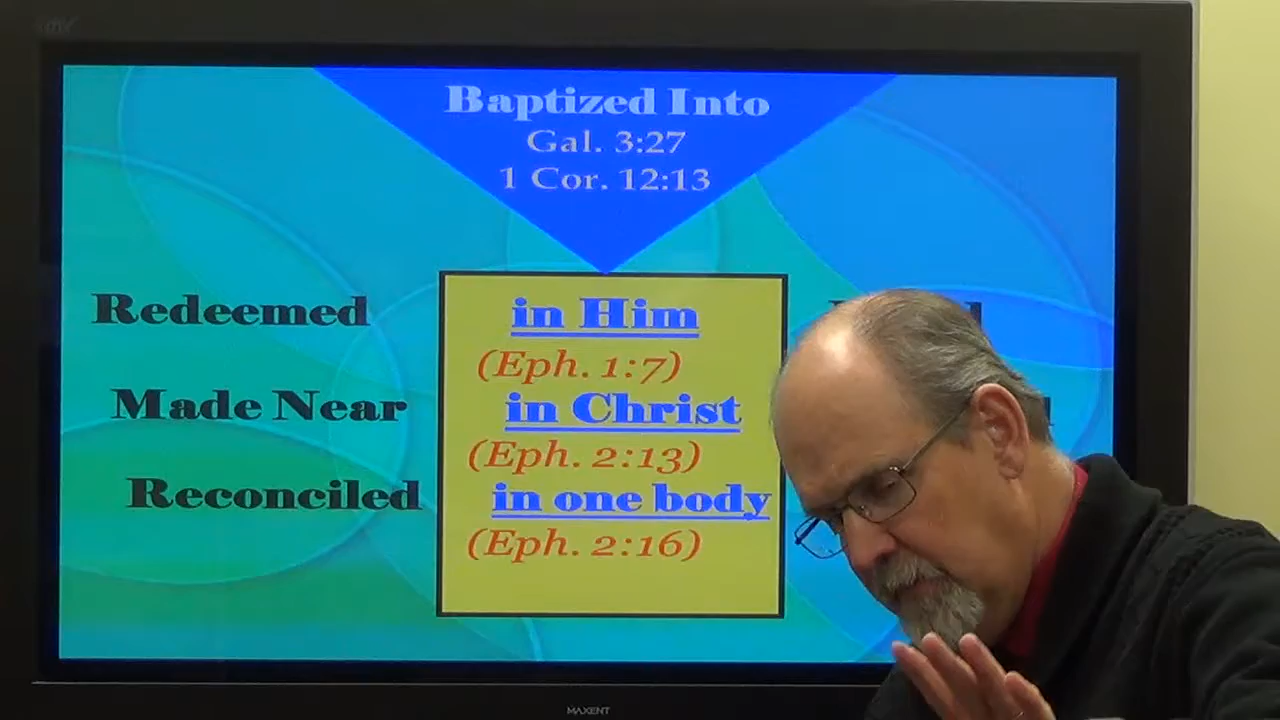 Baptized Into
Gal. 3:27
1 Cor. 12:13
Redeemed in Him
(Eph. 1:7)
Made Near in Christ
(Eph. 2:13)
Reconciled in one body
(Eph. 2:16)
MAXENT